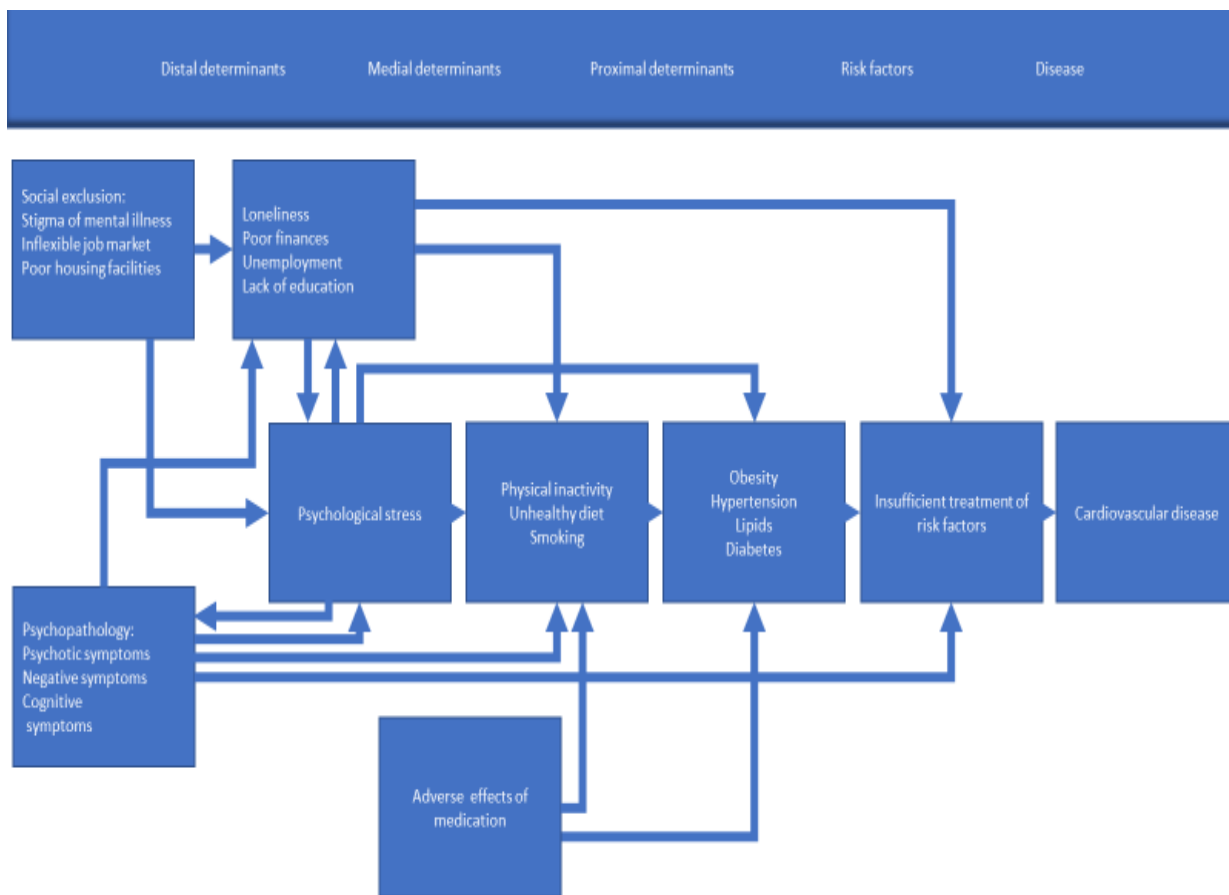 Distal determinants
Medial determinants
Proximal determinants
Risk factors
Disease
Social exclusion:
Stigma of mental illness
Inflexible job market
Poor housing facilities
Loneliness
Poor finances
Unemployment
Lack of education
Psychological stress
Physical inactivity
Unhealthy diet
Smoking
Obesity
Hypertension
Lipids
Diabetes
Insufficient treatment of
risk factors
Cardiovascular disease
Psychopathology:
Psychotic symptoms
Negative symptoms
Cognitive
symptoms
Adverse effects of
medication